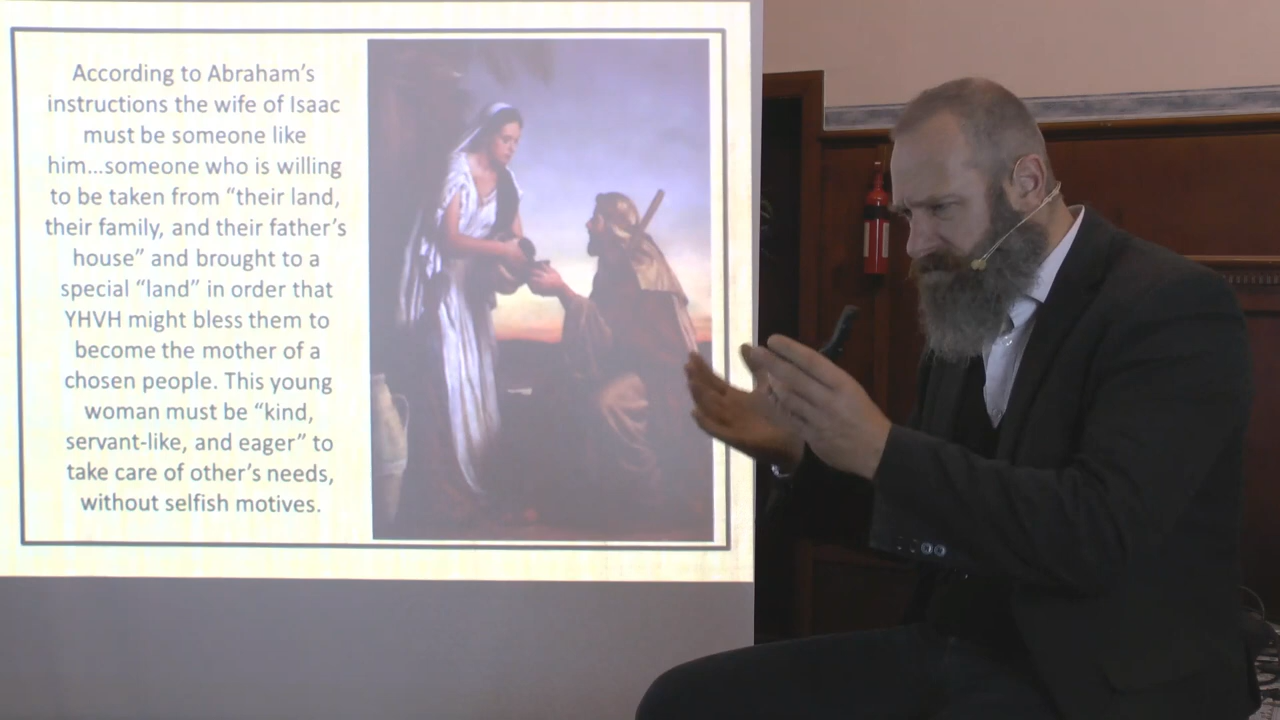 According to Abraham's
instructions the wife of Isaac
must be someone like
him...someone who is willing
to be taken from “their land,
their family, and their father's
house” and brought to a
special “land” in order that
YHVH might bless them to
become the mother of a
chosen people. This young
woman must be “kind,
servant-like, and eager” to
take care of other's needs,
without selfish motives.